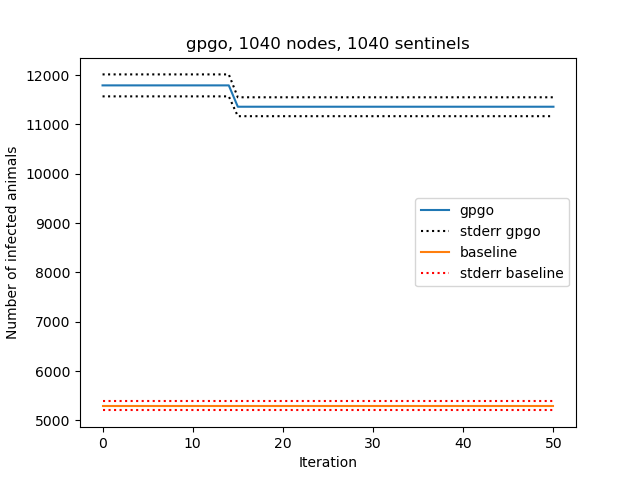 gpgo, 1040 nodes, 1040 sentinels
Number of infected animals
12000
11000
10000
9000
8000
7000
6000
5000
gpgo
stderr gpgo
baseline
stderr baseline
0 10 20 30 40 50
Iteration